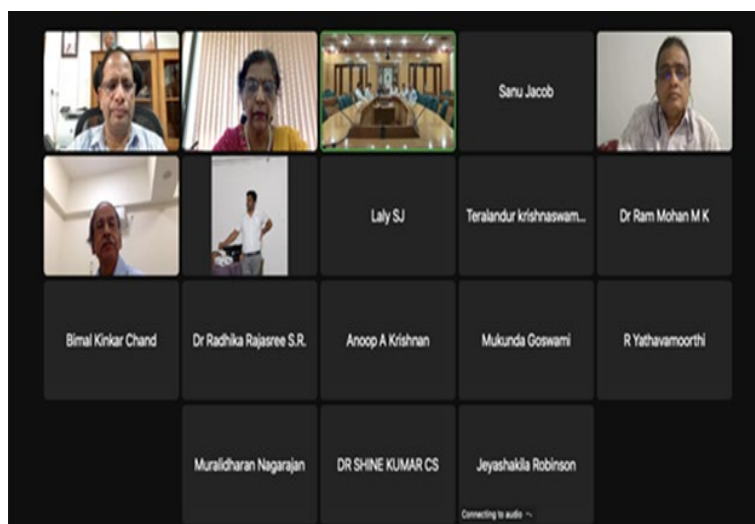 Sanu Jacob
Laly SJ
Teralandur krishnaswam...
Dr Ram Mohan M K
Bimal Kinkar Chand
Dr Radhika Rajasree S.R.
Anoop A Krishnan
Mukunda Goswami
R Yathavamoorthi
Muralidharan Nagarajan
DR SHINE KUMAR CS
Jeyashakila Robinson
Connecting to audio